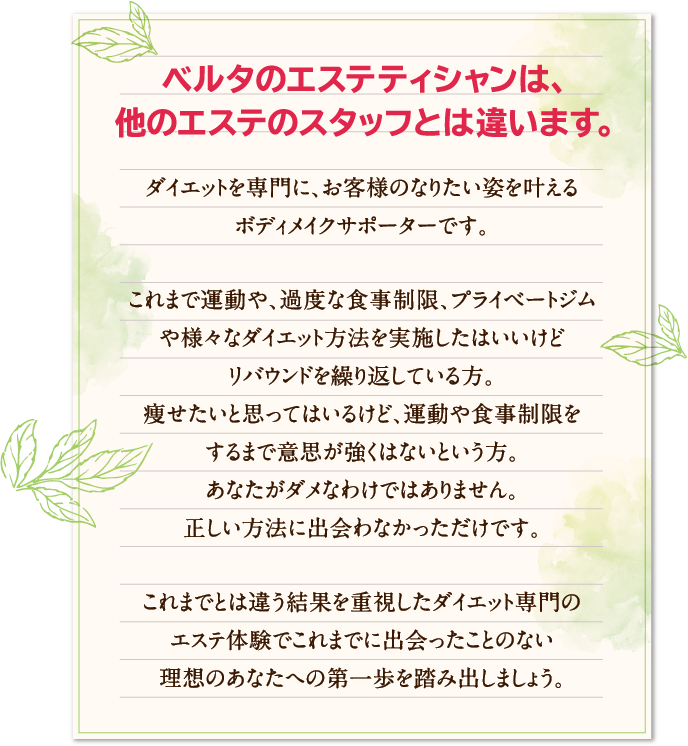 ベルタのエステティシャンは、
他のエステのスタッフとは違います。
ダイエットを専門に、お客様のなりたい姿を叶える
ボディメイクサポーターです。
これまで運動や、過度な食事制限、プライベートジム
や様々なダイエット方法を実施したはいいけど
リバウンドを繰り返している方。
痩せたいと思ってはいるけど、運動や食事制限を
するまで意思が強くはないという方。
あなたがダメなわけではありません。
正しい方法に出会わなかっただけです。
これまでとは違う結果を重視したダイエット専門の
エステ体験でこれまでに出会ったことのない
理想のあなたへの第一歩を踏み出しましょう。